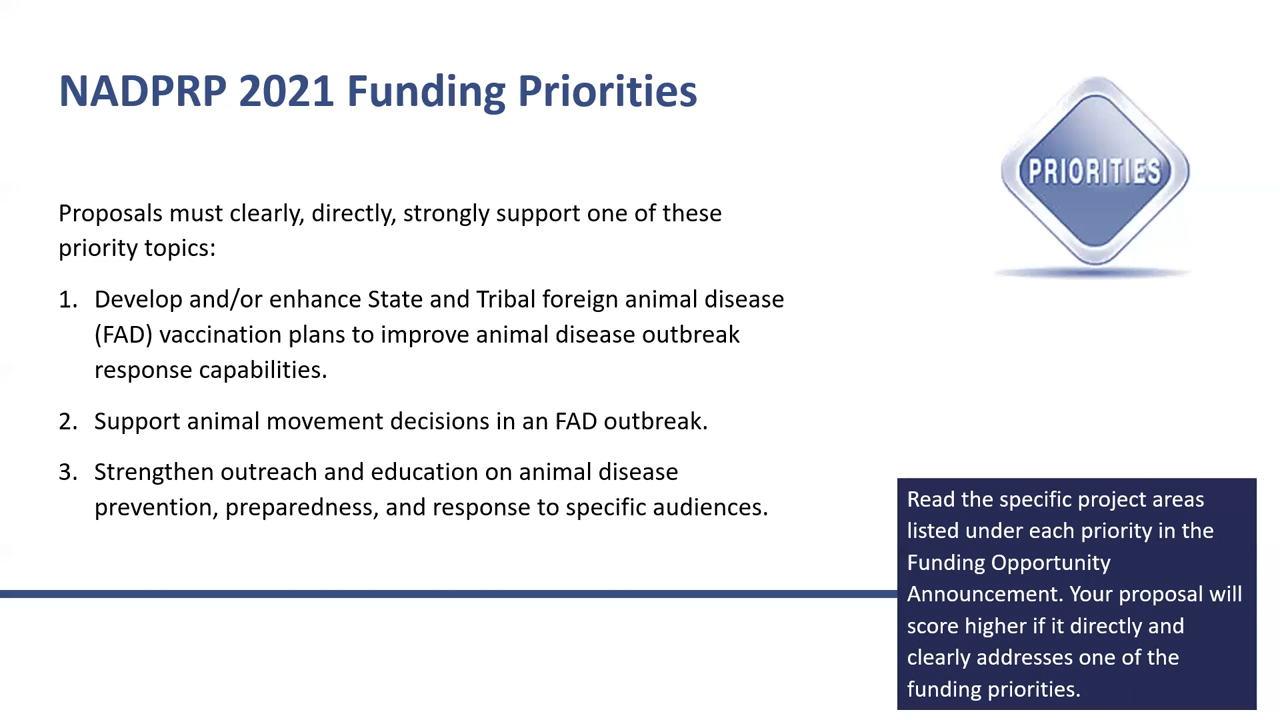 NADPRP 2021 Funding Priorities
PRIORITIES
Proposals must clearly, directly, strongly support one of these
priority topics:
1. Develop and/or enhance State and Tribal foreign animal disease
(FAD) vaccination plans to improve animal disease outbreak
response capabilities.
2. Support animal movement decisions in an FAD outbreak.
3. Strengthen outreach and education on animal disease
prevention, preparedness, and response to specific audiences.
Read the specific project areas
listed under each priority in the
Funding Opportunity
Announcement. Your proposal will
score higher if it directly and
clearly addresses one of the
funding priorities.